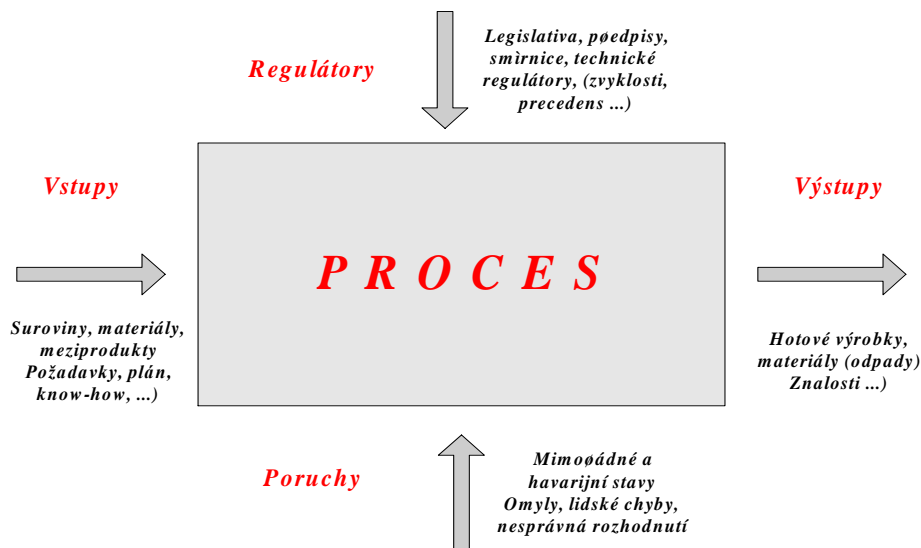 Regulátory
Legislativa, pøedpisy,
smìrnice, technické
regulátory, (zvyklosti,
precedens ...)
Vstupy
Výstupy
PROCES
Suroviny, materiály,
meziprodukty
Požadavky, plán,
know-how, ...)
Hotové výrobky,
materiály (odpady)
Znalosti ...)
Poruchy
Mimoøádné a
havarijní stavy
Omyly, lidské chyby,
nesprávná rozhodnutí